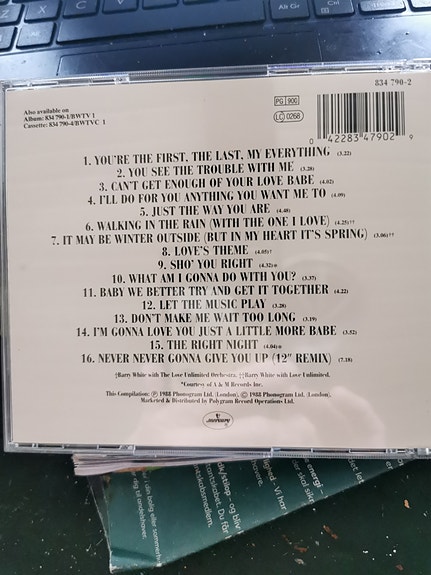 Alt Gr
Ctrl
834 790-2
Also available on
Album: 834 790-1/BWTV 1
Cassette: 834 790-4/BWTVC 1
PG 900
LC 0268
0 42283 47902 9
1. YOU'RE THE FIRST, THE LAST, MY EVERYTHING (3.22)
2. YOU SEE THE TROUBLE WITH ME (3.28)
3. CAN'T GET ENOUGH OF YOUR LOVE BABE (4.02)
4. I'LL DO FOR YOU ANYTHING YOU WANT ME TO (4.09)
5. JUST THE WAY YOU ARE (4.48)
6. WALKING IN THE RAIN (WITH THE ONE I LOVE) (4.25)††
7. IT MAY BE WINTER OUTSIDE (BUT IN MY HEART IT'S SPRING) (3.06)††
8. LOVE'S THEME (4.05)†
9. SHO' YOU RIGHT (4.32)
10. WHAT AM I GONNA DO WITH YOU? (3.37)
11. BABY WE BETTER TRY AND GET IT TOGETHER (4.22)
12. LET THE MUSIC PLAY (3.28)
13. DON'T MAKE ME WAIT TOO LONG (3.19)
14. I'M GONNA LOVE YOU JUST A LITTLE MORE BABE (3.52)
15. THE RIGHT NIGHT (4.04)
16. NEVER NEVER GONNA GIVE YOU UP (12" REMIX) (7.18)
†Barry White with The Love Unlimited Orchestra. ††Barry White with Love Unlimited.
*Courtesy of A & M Records Inc.
This Compilation: ℗ 1988 Phonogram Ltd. (London). © 1988 Phonogram Ltd. (London).
Marketed & Distributed by Polygram Record Operations Ltd.
mercury